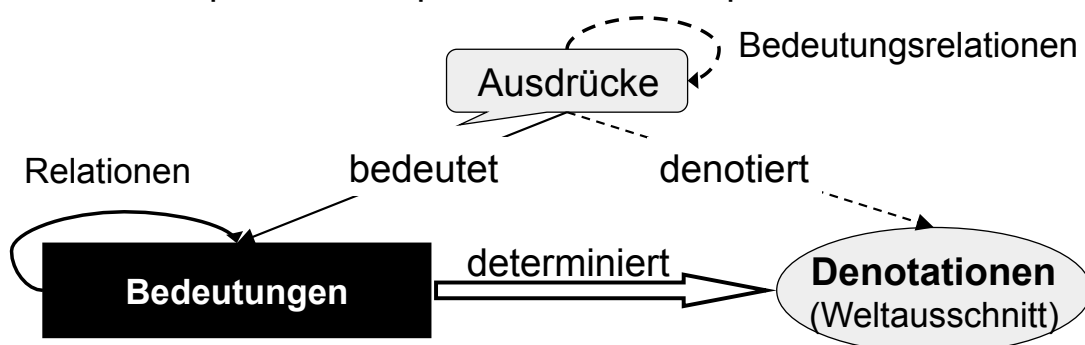 Bedeutungsrelationen
Ausdrücke
Relationen
bedeutet
denotiert
determiniert
Bedeutungen
Denotationen
(Weltausschnitt)